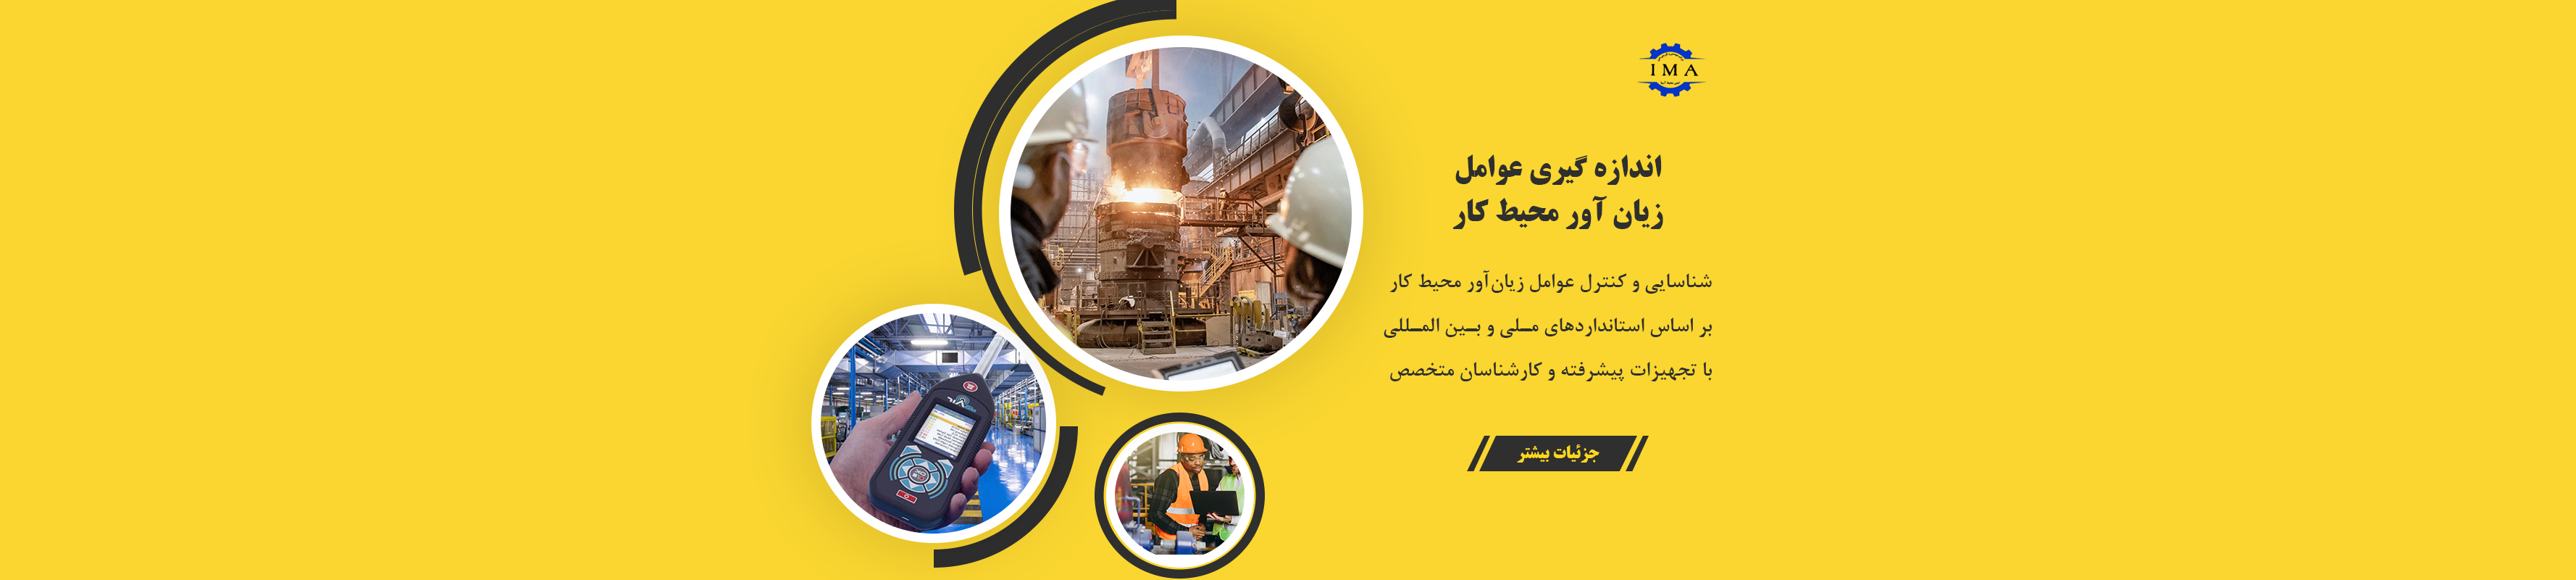 IMA
اندازه گیری عوامل
زیان آور محیط کار
شناسایی و کنترل عوامل زیان‌آور محیط کار
بر اساس استانداردهای مـلی و بـین المـللی
با تجهیزات پیشرفته و کارشناسان متخصص
جزئیات بیشتر